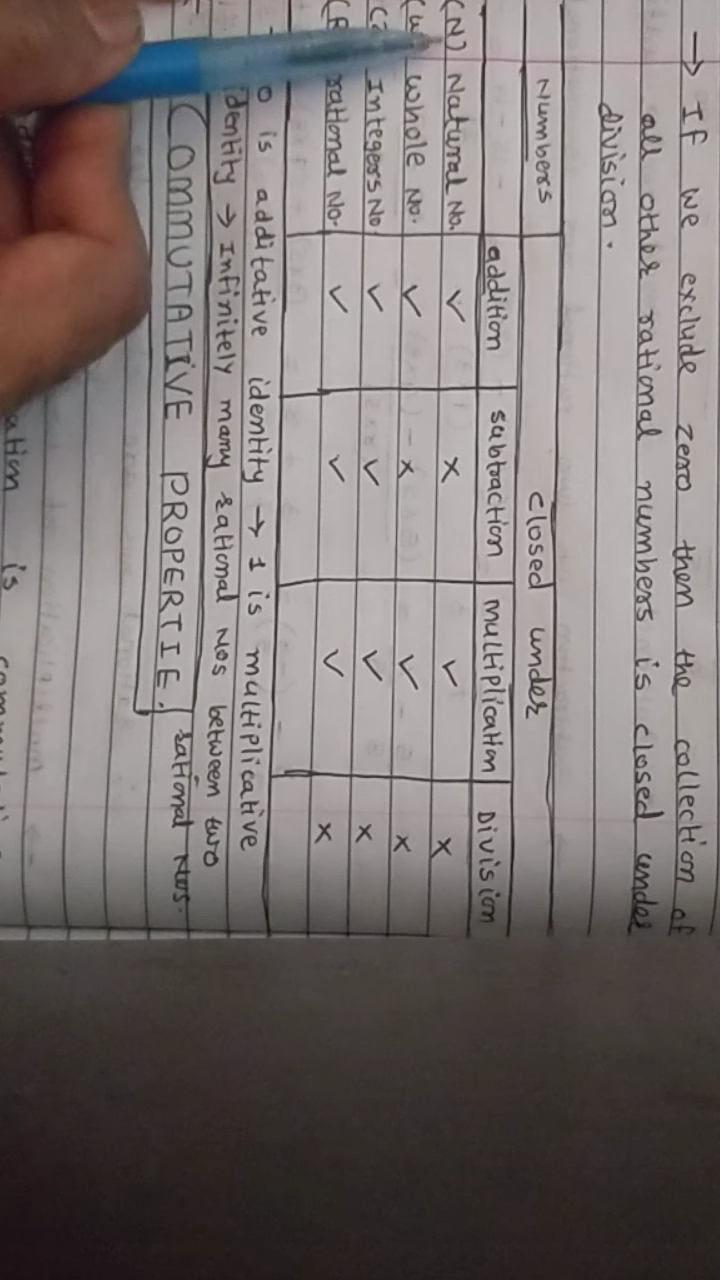 → If we exclude zero then the collection of
all other rational numbers is closed under
division.
Numbers closed under
addition subtraction multiplication Division
(N) Natural No. ✓ × ✓ ×
whole No. ✓ × ✓ ×
Integers No ✓ ✓ ✓ ×
rational No. ✓ ✓ ✓ ×
0 is additative identity → 1 is multiplicative
identity → Infinitely many rational Nos between two
rational Nos.
COMMUTATIVE PROPERTIE.
is